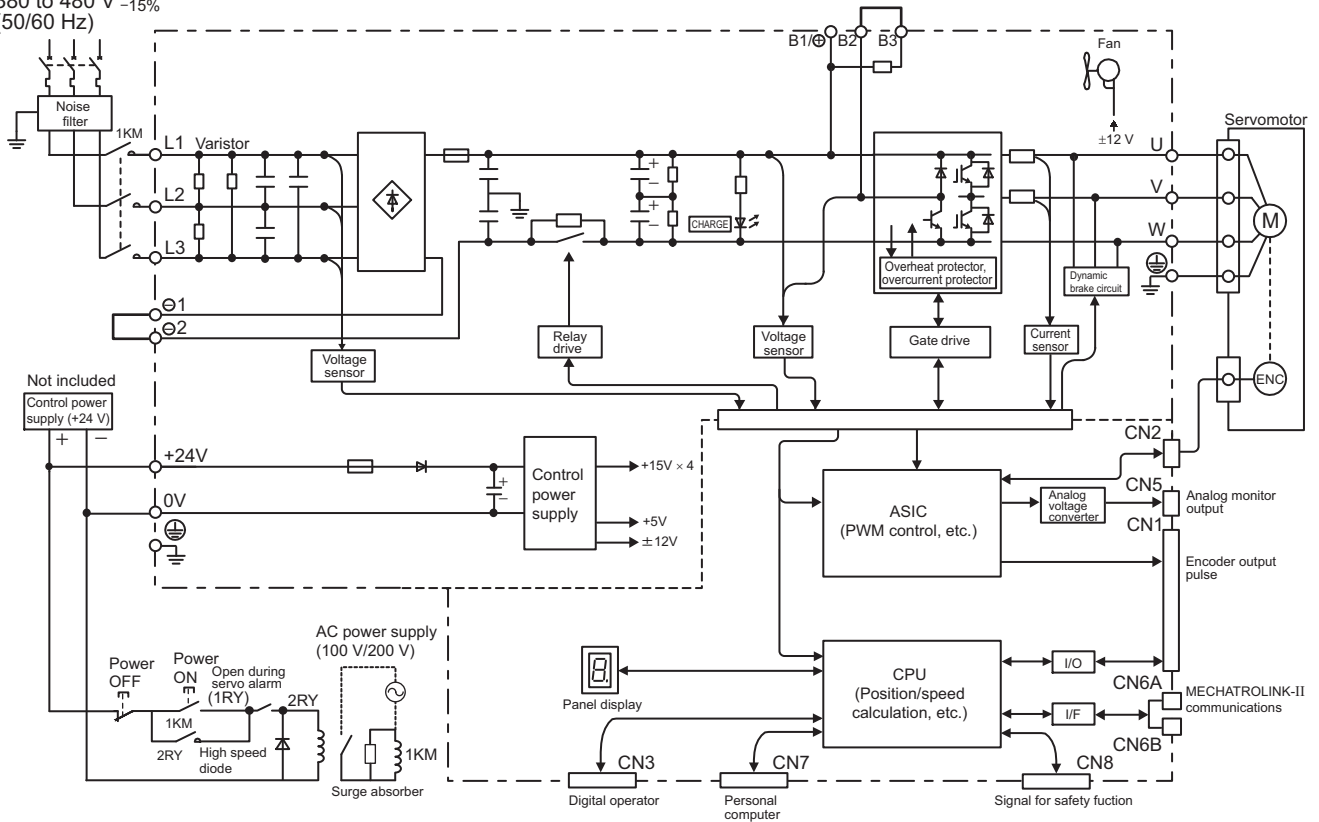 380 to 480 V −15%
(50/60 Hz)
B1/⊕ B2 B3
Fan
±12 V
Noise
filter
1KM
L1 Varistor
L2
L3
⊖1
⊖2
Voltage
sensor
Relay
drive
CHARGE
Voltage
sensor
Overheat protector,
overcurrent protector
Gate drive
Current
sensor
Dynamic
brake circuit
U
V
W
Servomotor
M
ENC
Not included
Control power
supply (+24 V)
+ −
+24V
0V
+
−
+
−
+
−
Control
power
supply
+15V × 4
+5V
±12V
ASIC
(PWM control, etc.)
Analog
voltage
converter
CN2
CN5
Analog monitor
output
CN1
Encoder output
pulse
Power
OFF
Power
ON
Open during
servo alarm
(1RY)
2RY
1KM
2RY
High speed
diode
AC power supply
(100 V/200 V)
1KM
Surge absorber
8.
Panel display
CPU
(Position/speed
calculation, etc.)
I/O
I/F
CN6A
MECHATROLINK-II
communications
CN6B
CN3
Digital operator
CN7
Personal
computer
CN8
Signal for safety fuction